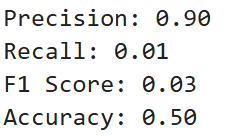 Precision: 0.90
Recall: 0.01
F1 Score: 0.03
Accuracy: 0.50